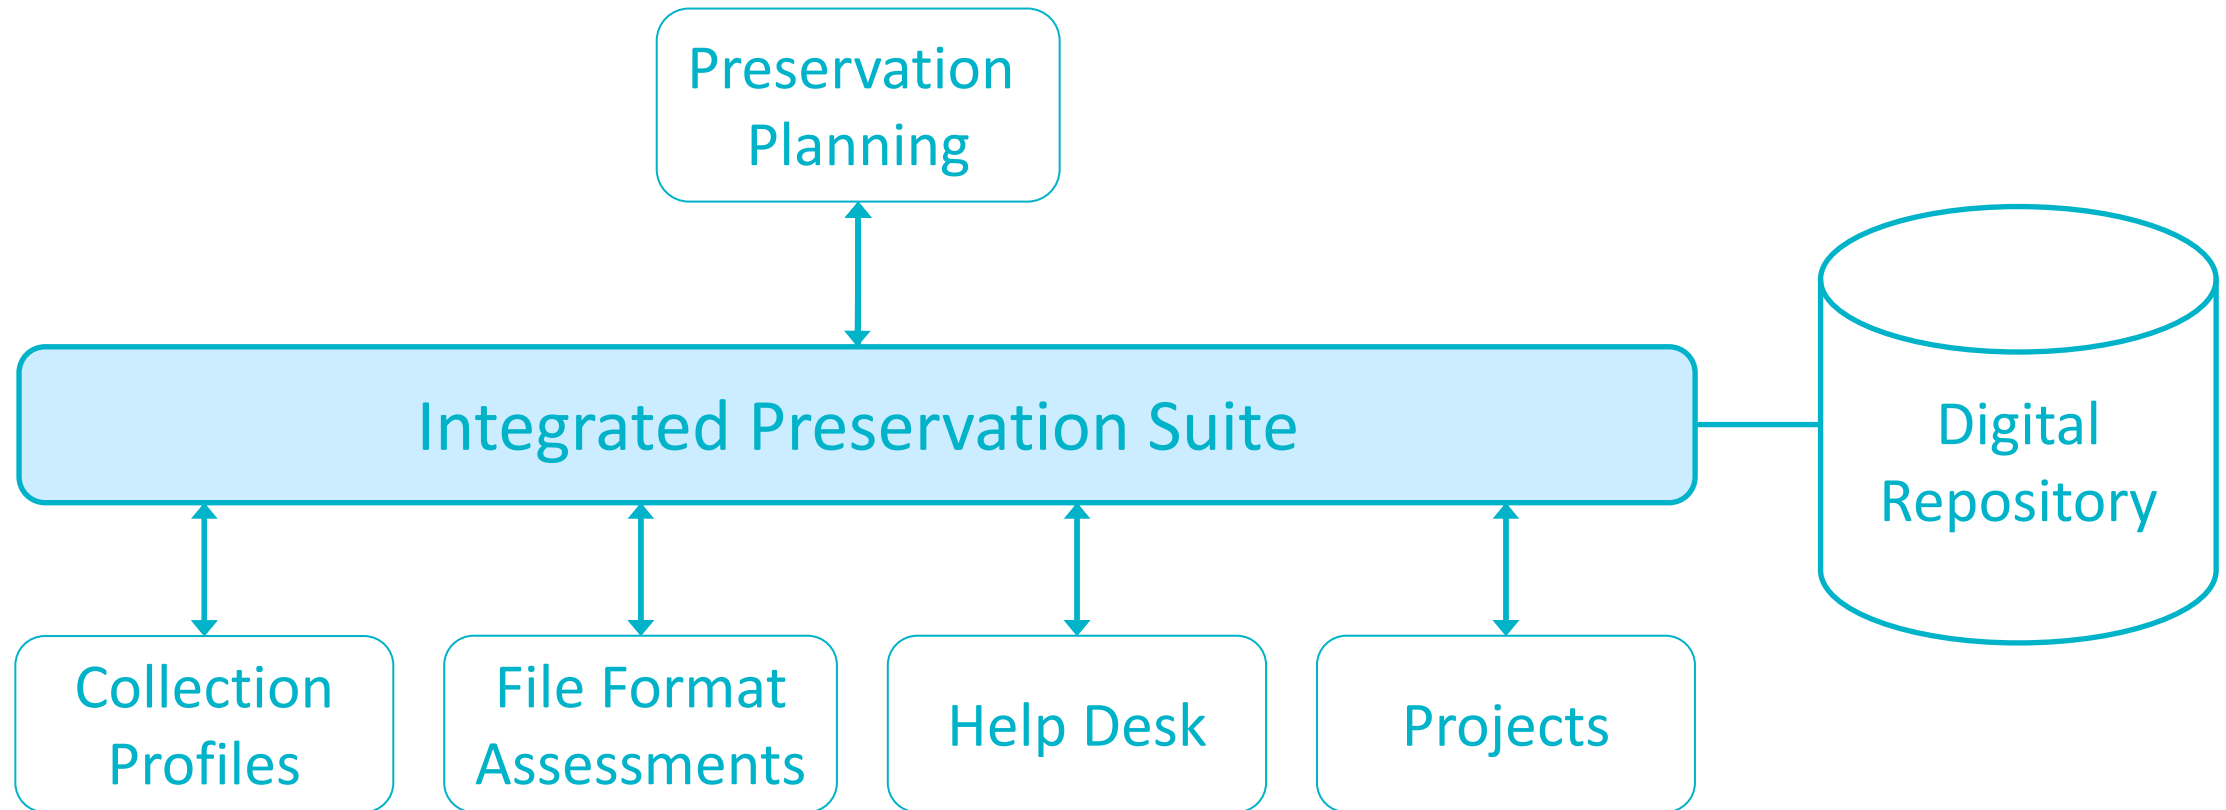 Preservation
Planning
Integrated Preservation Suite
Digital
Repository
Collection
Profiles
File Format
Assessments
Help Desk
Projects